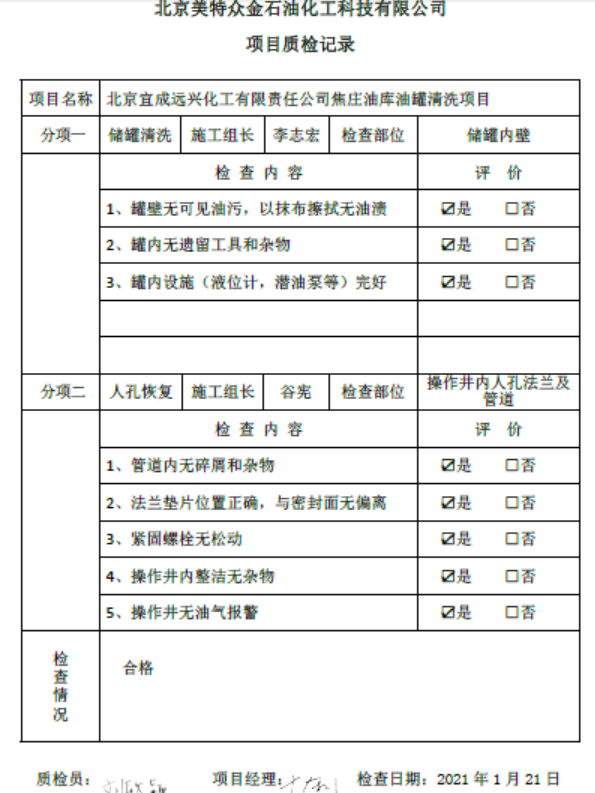 北京美特众金石油化工科技有限公司
项目质检记录
项目名称 北京宜成远兴化工有限责任公司焦庄油库油罐清洗项目
分项一 储罐清洗 施工组长 李志宏 检查部位 储罐内壁
检 查 内 容 评 价
1、罐壁无可见油污，以抹布擦拭无油渍 ☑是 □否
2、罐内无遗留工具和杂物 ☑是 □否
3、罐内设施（液位计，潜油泵等）完好 ☑是 □否
分项二 人孔恢复 施工组长 谷宪 检查部位 操作井内人孔法兰及
管道
检 查 内 容 评 价
1、管道内无碎屑和杂物 ☑是 □否
2、法兰垫片位置正确，与密封面无偏离 ☑是 □否
3、紧固螺栓无松动 ☑是 □否
4、操作井内整洁无杂物 ☑是 □否
5、操作井无油气报警 ☑是 □否
检查情况 合格
质检员： 项目经理： 检查日期：2021 年 1 月 21 日